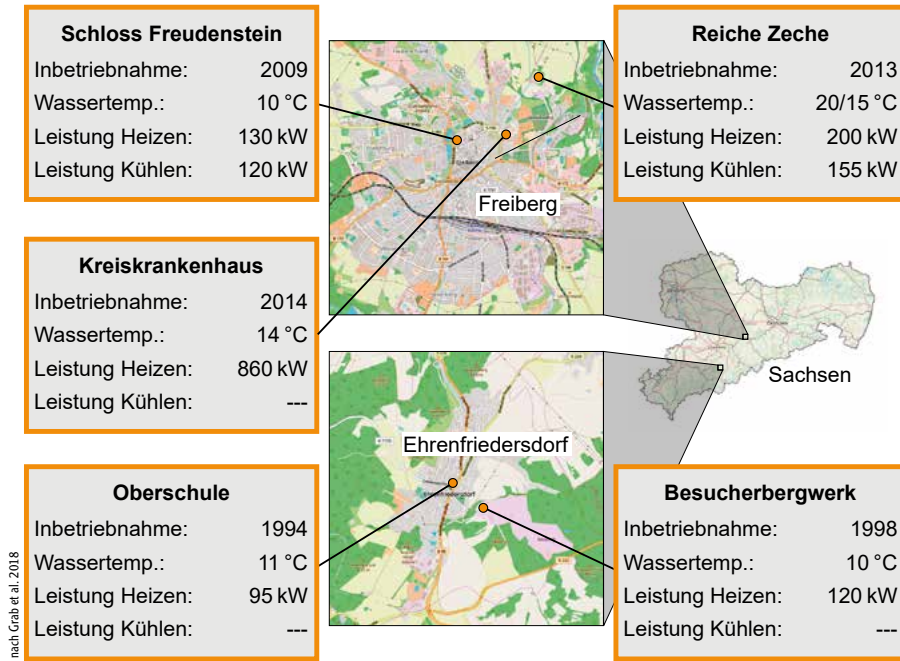 Schloss Freudenstein
Inbetriebnahme: 2009
Wassertemp.: 10 °C
Leistung Heizen: 130 kW
Leistung Kühlen: 120 kW
Reiche Zeche
Inbetriebnahme: 2013
Wassertemp.: 20/15 °C
Leistung Heizen: 200 kW
Leistung Kühlen: 155 kW
Freiberg
Kreiskrankenhaus
Inbetriebnahme: 2014
Wassertemp.: 14 °C
Leistung Heizen: 860 kW
Leistung Kühlen: ---
Sachsen
Ehrenfriedersdorf
Oberschule
Inbetriebnahme: 1994
Wassertemp.: 11 °C
Leistung Heizen: 95 kW
Leistung Kühlen: ---
Besucherbergwerk
Inbetriebnahme: 1998
Wassertemp.: 10 °C
Leistung Heizen: 120 kW
Leistung Kühlen: ---
nach Grab et al. 2018